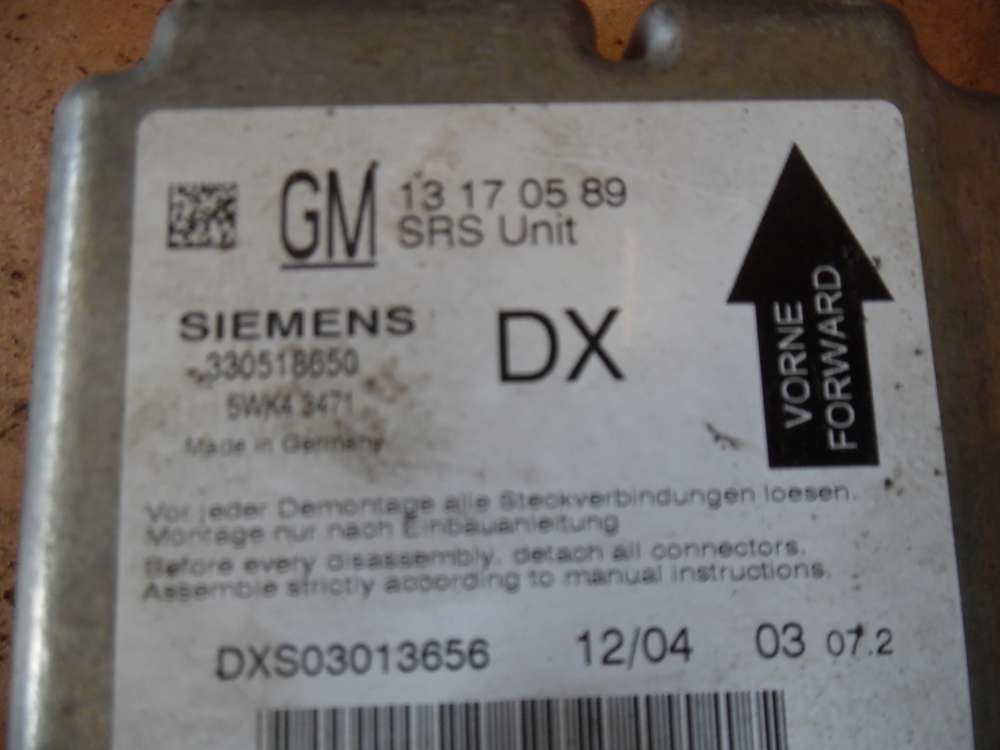 GM 13 17 05 89
SRS Unit
SIEMENS
330518650
5WK4 3471
Made in Germany
DX
VORNE
FORWARD
Vor jeder Demontage alle Steckverbindungen loesen.
Montage nur nach Einbauanleitung
Before every disassembly, detach all connectors.
Assemble strictly according to manual instructions.
DXS03013656 12/04 03 07.2